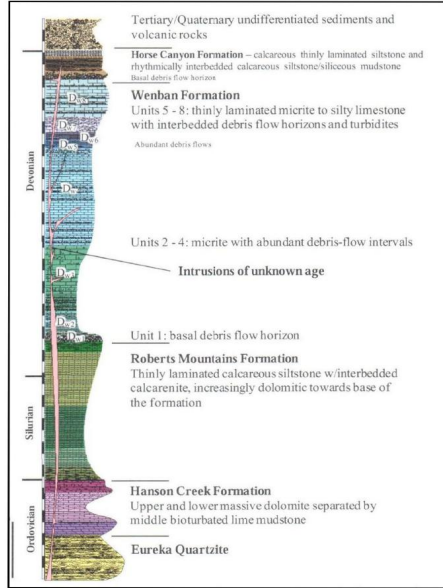 Tertiary/Quaternary undifferentiated sediments and
volcanic rocks
Horse Canyon Formation – calcareous thinly laminated siltstone and
rhythmically interbedded calcareous siltstone/siliceous mudstone
Basal debris flow horizon
Wenban Formation
Units 5 - 8: thinly laminated micrite to silty limestone
with interbedded debris flow horizons and turbidites
Abundant debris flows
Units 2 - 4: micrite with abundant debris-flow intervals
Intrusions of unknown age
Unit 1: basal debris flow horizon
Roberts Mountains Formation
Thinly laminated calcareous siltstone w/interbedded
calcarenite, increasingly dolomitic towards base of
the formation
Hanson Creek Formation
Upper and lower massive dolomite separated by
middle bioturbated lime mudstone
Eureka Quartzite
Devonian
Silurian
Ordovician
Dw6
Dw5
Dw3
Dw2